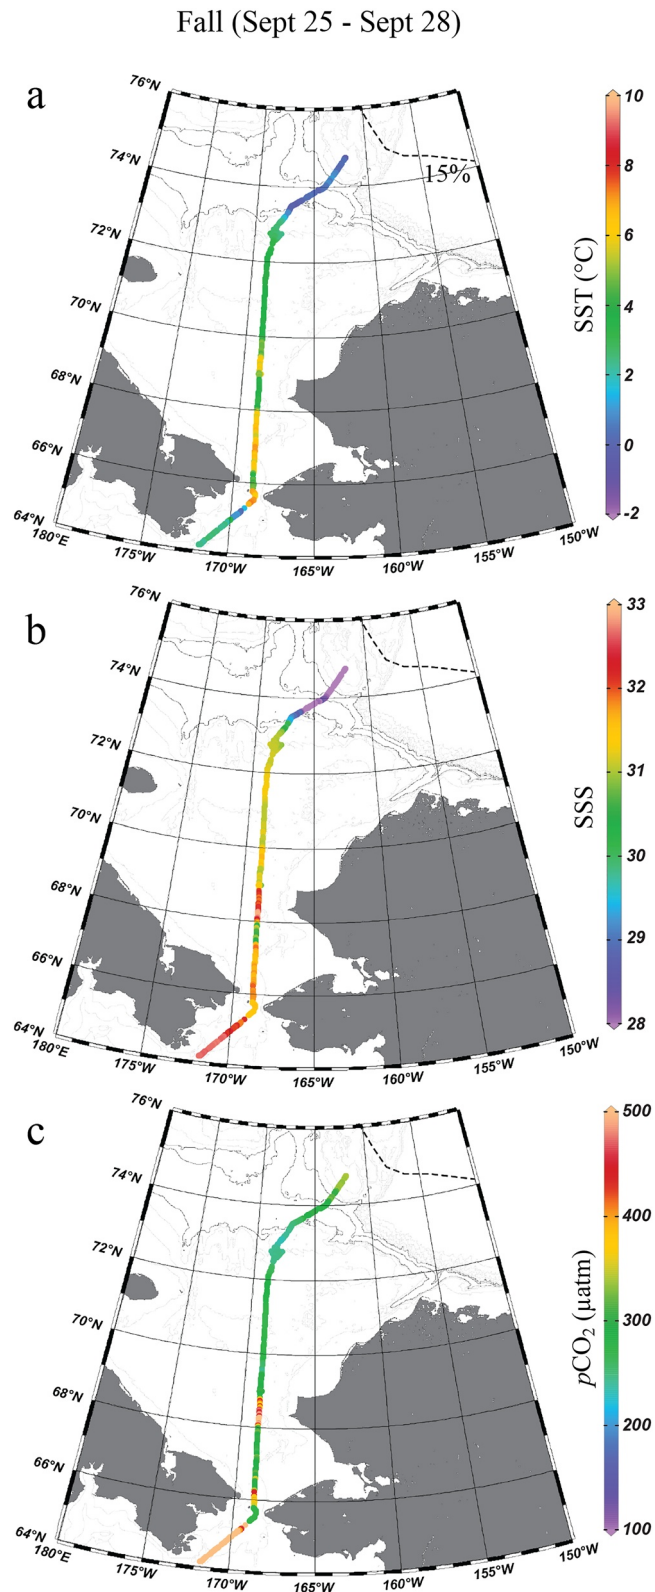 Fall (Sept 25 - Sept 28)
a
76°N
74°N
72°N
70°N
68°N
66°N
64°N
180°E
175°W
170°W
165°W
160°W
155°W
150°W
15%
10
8
6
4
2
0
-2
SST (°C)
b
76°N
74°N
72°N
70°N
68°N
66°N
64°N
180°E
175°W
170°W
165°W
160°W
155°W
150°W
33
32
31
30
29
28
SSS
c
76°N
74°N
72°N
70°N
68°N
66°N
64°N
180°E
175°W
170°W
165°W
160°W
155°W
150°W
500
400
300
200
100
pCO₂ (μatm)